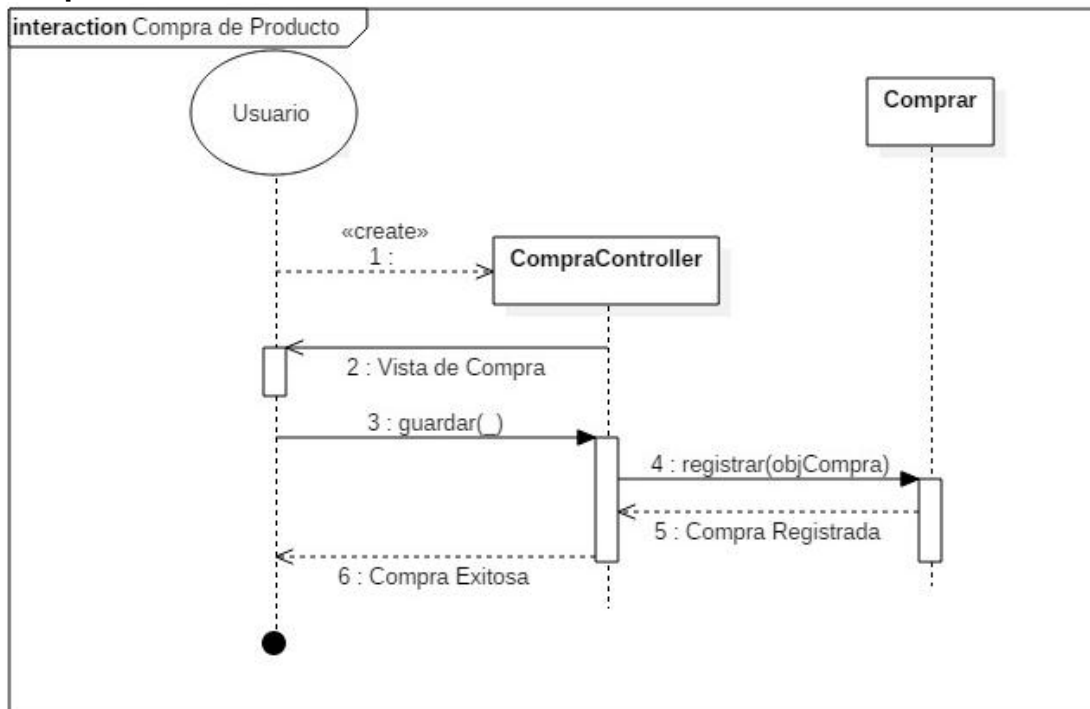 interaction Compra de Producto
Usuario
Comprar
«create»
1 :
CompraController
2 : Vista de Compra
3 : guardar(_)
4 : registrar(objCompra)
5 : Compra Registrada
6 : Compra Exitosa